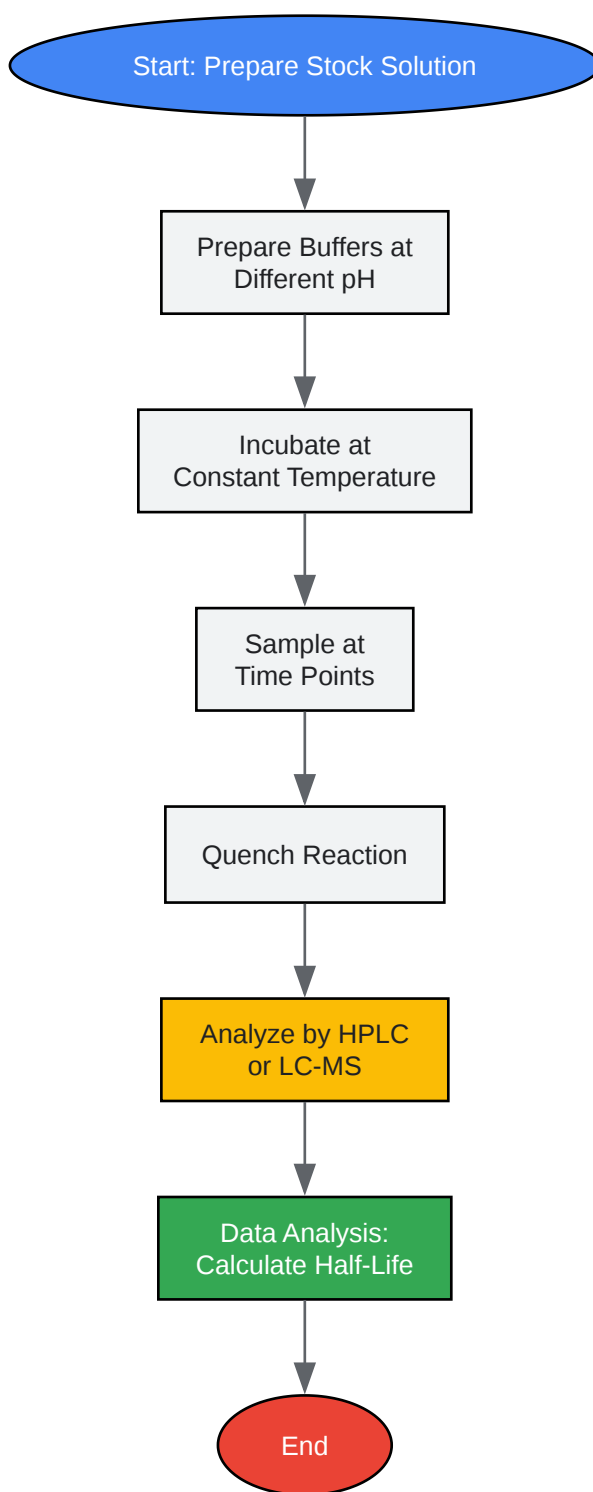 Start: Prepare Stock Solution
Prepare Buffers at
Different pH
Incubate at
Constant Temperature
Sample at
Time Points
Quench Reaction
Analyze by HPLC
or LC-MS
Data Analysis:
Calculate Half-Life
End